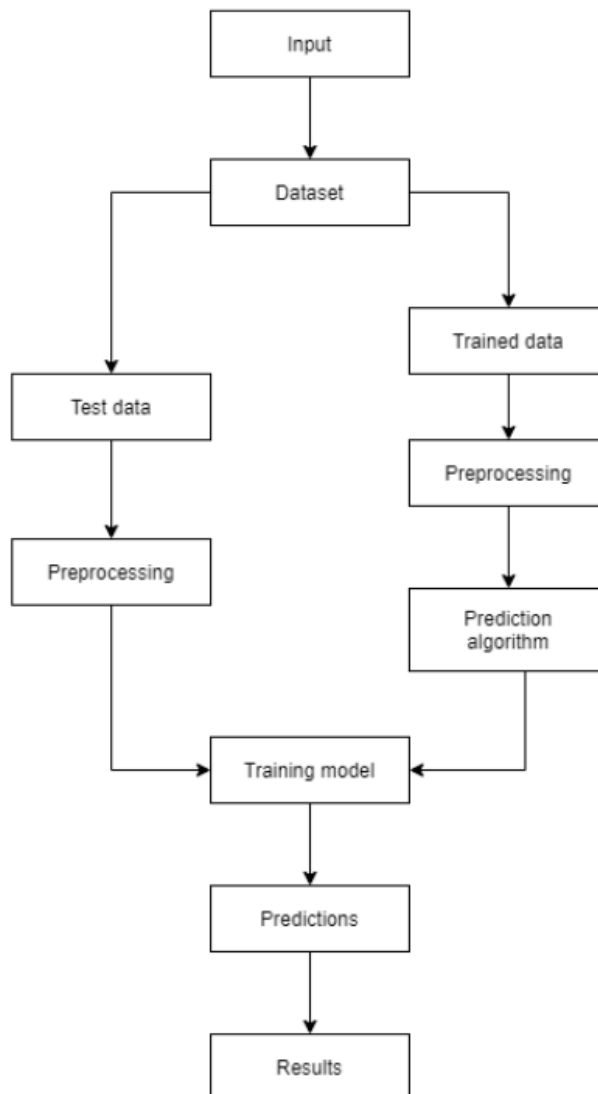 Input
Dataset
Trained data
Test data
Preprocessing
Preprocessing
Prediction
algorithm
Training model
Predictions
Results